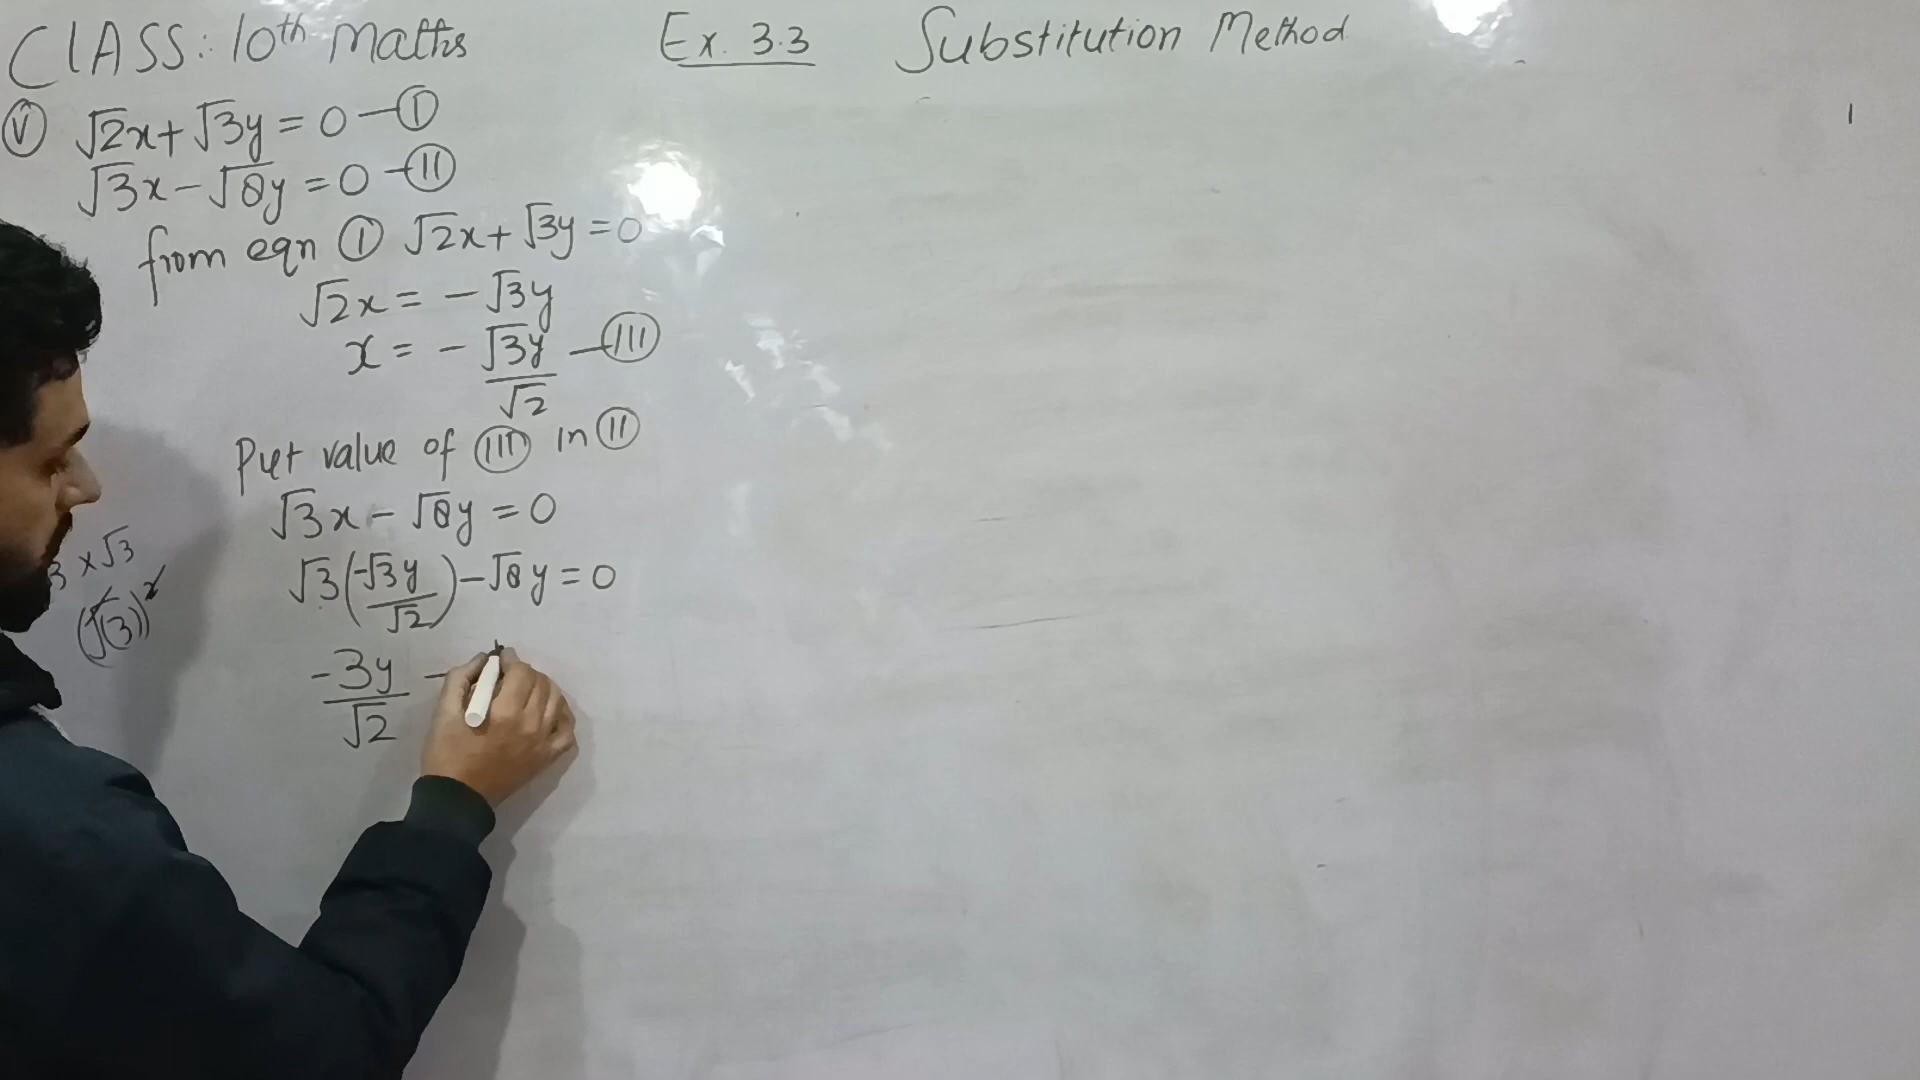 CLASS: 10th Maths Ex. 3.3 Substitution Method
(V) √2x + √3y = 0 — (I)
√3x − √8y = 0 — (II)
from eqn (I) √2x + √3y = 0
√2x = − √3y
x = − √3y/√2 — (III)
Put value of (III) in (II)
√3x − √8y = 0
√3(−√3y/√2) − √8y = 0
−3y/√2 −
3 × √3
(√(3))²